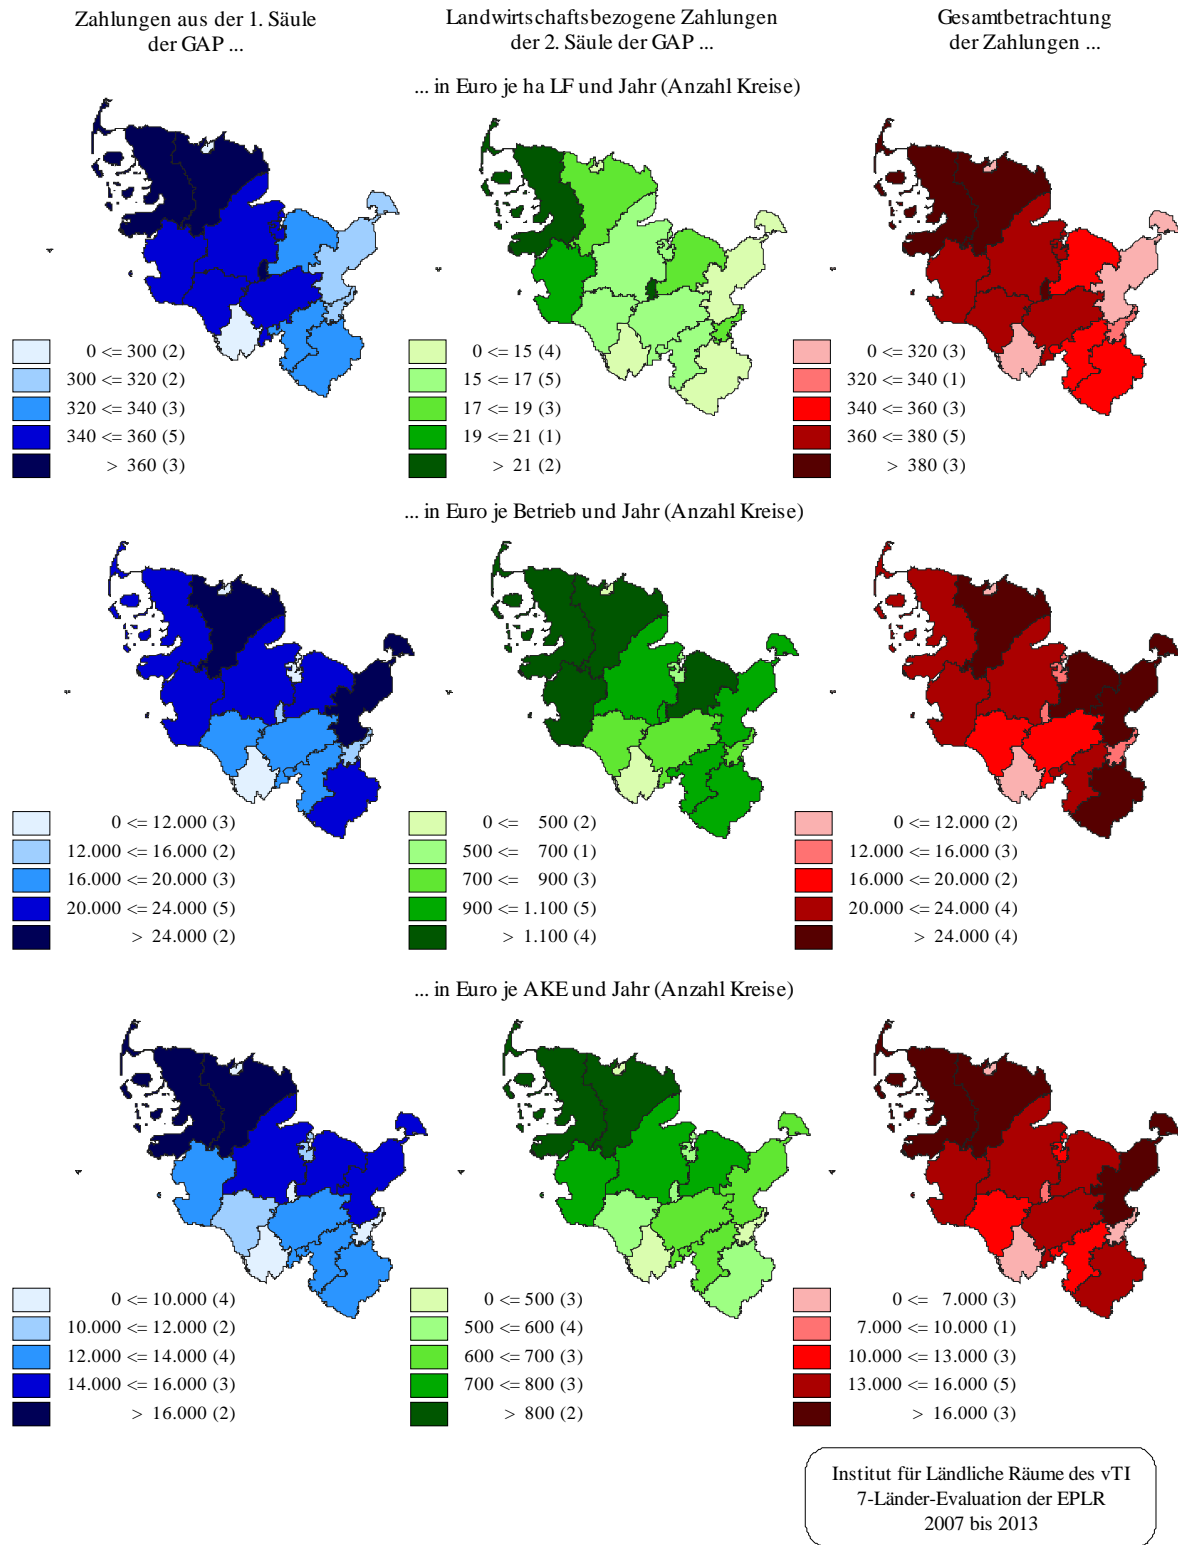 Zahlungen aus der 1. Säule
der GAP ...
Landwirtschaftsbezogene Zahlungen
der 2. Säule der GAP ...
Gesamtbetrachtung
der Zahlungen ...
... in Euro je ha LF und Jahr (Anzahl Kreise)
0 <= 300 (2)
300 <= 320 (2)
320 <= 340 (3)
340 <= 360 (5)
> 360 (3)
0 <= 15 (4)
15 <= 17 (5)
17 <= 19 (3)
19 <= 21 (1)
> 21 (2)
0 <= 320 (3)
320 <= 340 (1)
340 <= 360 (3)
360 <= 380 (5)
> 380 (3)
... in Euro je Betrieb und Jahr (Anzahl Kreise)
0 <= 12.000 (3)
12.000 <= 16.000 (2)
16.000 <= 20.000 (3)
20.000 <= 24.000 (5)
> 24.000 (2)
0 <= 500 (2)
500 <= 700 (1)
700 <= 900 (3)
900 <= 1.100 (5)
> 1.100 (4)
0 <= 12.000 (2)
12.000 <= 16.000 (3)
16.000 <= 20.000 (2)
20.000 <= 24.000 (4)
> 24.000 (4)
... in Euro je AKE und Jahr (Anzahl Kreise)
0 <= 10.000 (4)
10.000 <= 12.000 (2)
12.000 <= 14.000 (4)
14.000 <= 16.000 (3)
> 16.000 (2)
0 <= 500 (3)
500 <= 600 (4)
600 <= 700 (3)
700 <= 800 (3)
> 800 (2)
0 <= 7.000 (3)
7.000 <= 10.000 (1)
10.000 <= 13.000 (3)
13.000 <= 16.000 (5)
> 16.000 (3)
Institut für Ländliche Räume des vTI
7-Länder-Evaluation der EPLR
2007 bis 2013